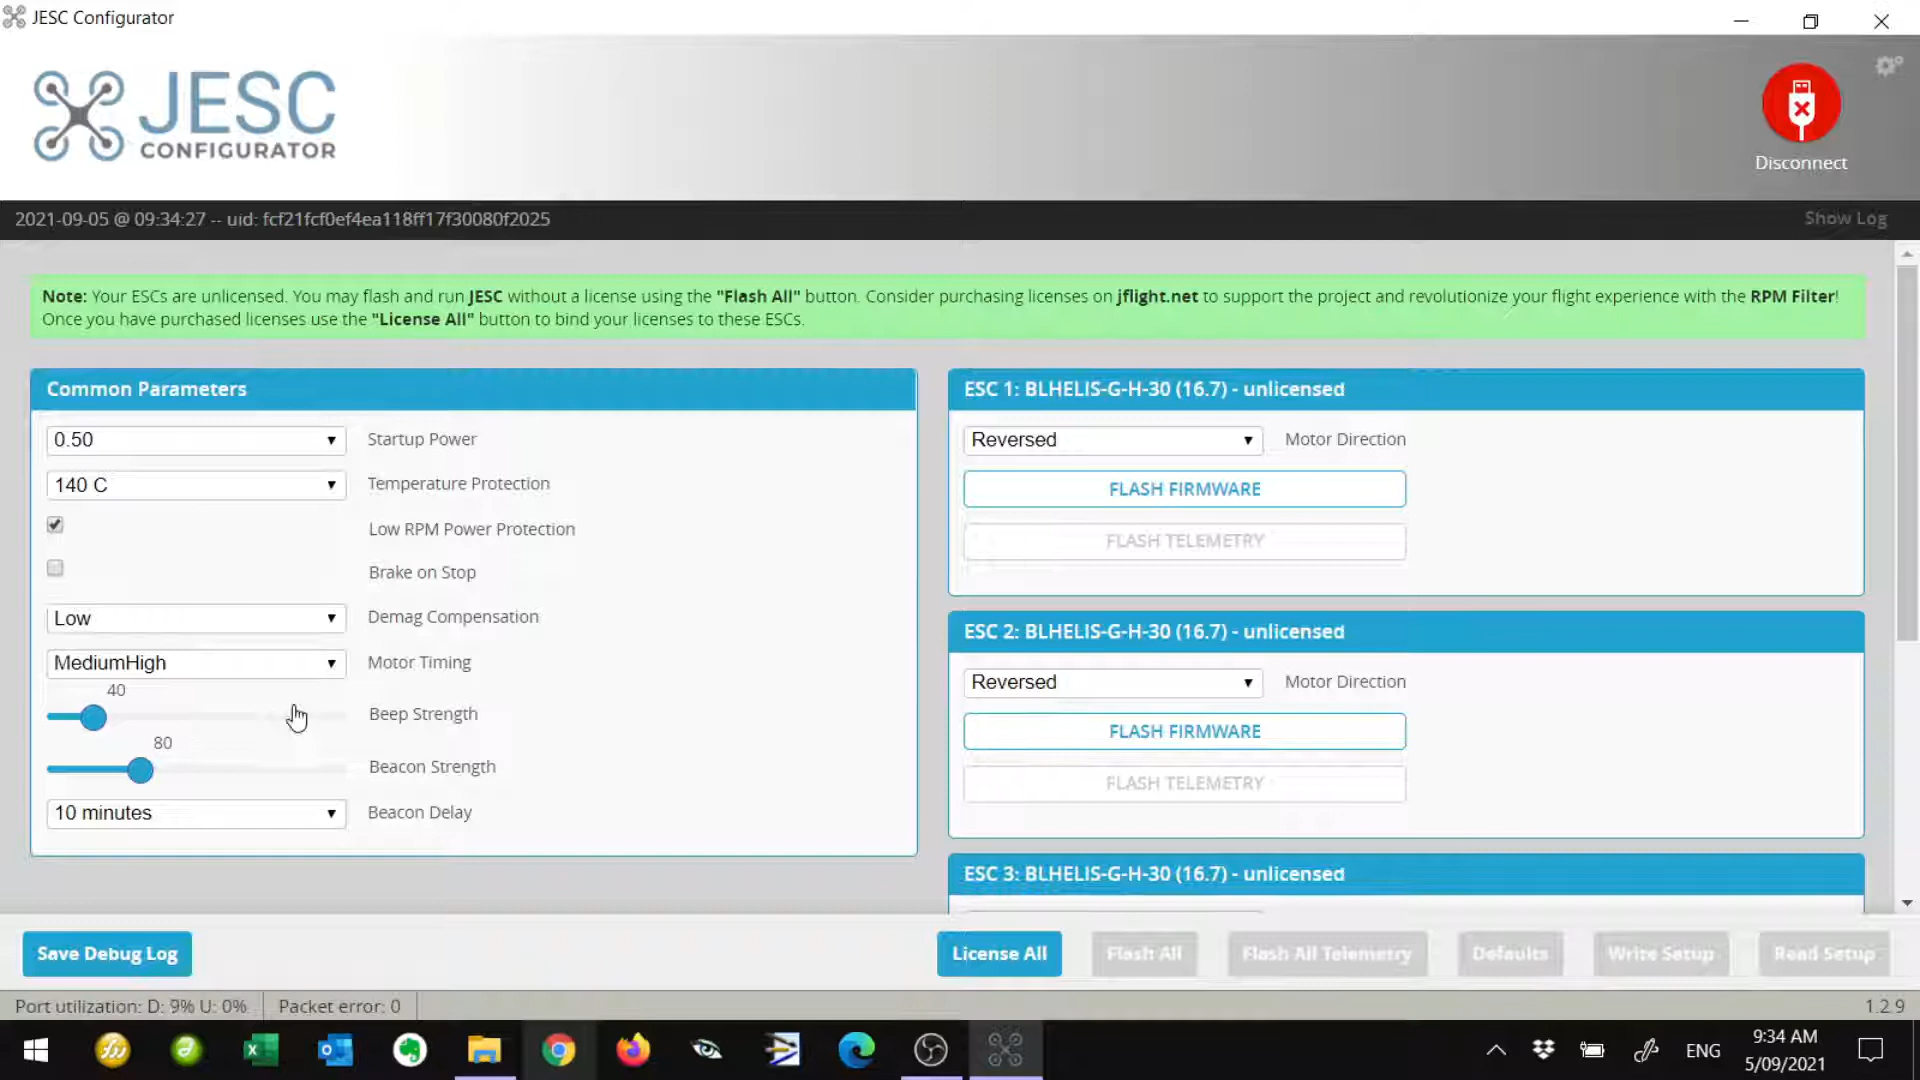 JESC Configurator
JESC
CONFIGURATOR
Disconnect
2021-09-05 @ 09:34:27 -- uid: fcf21fcf0ef4ea118ff17f30080f2025
Show Log
Note: Your ESCs are unlicensed. You may flash and run JESC without a license using the "Flash All" button. Consider purchasing licenses on jflight.net to support the project and revolutionize your flight experience with the RPM Filter!
Once you have purchased licenses use the "License All" button to bind your licenses to these ESCs.
Common Parameters
0.50 Startup Power
140 C Temperature Protection
Low RPM Power Protection
Brake on Stop
Low Demag Compensation
MediumHigh Motor Timing
40
Beep Strength
80
Beacon Strength
10 minutes Beacon Delay
ESC 1: BLHELIS-G-H-30 (16.7) - unlicensed
Reversed Motor Direction
FLASH FIRMWARE
FLASH TELEMETRY
ESC 2: BLHELIS-G-H-30 (16.7) - unlicensed
Reversed Motor Direction
FLASH FIRMWARE
FLASH TELEMETRY
ESC 3: BLHELIS-G-H-30 (16.7) - unlicensed
Save Debug Log License All Flash All Flash All Telemetry Defaults Write Setup Read Setup
Port utilization: D: 9% U: 0% Packet error: 0 1.2.9
ENG
9:34 AM
5/09/2021